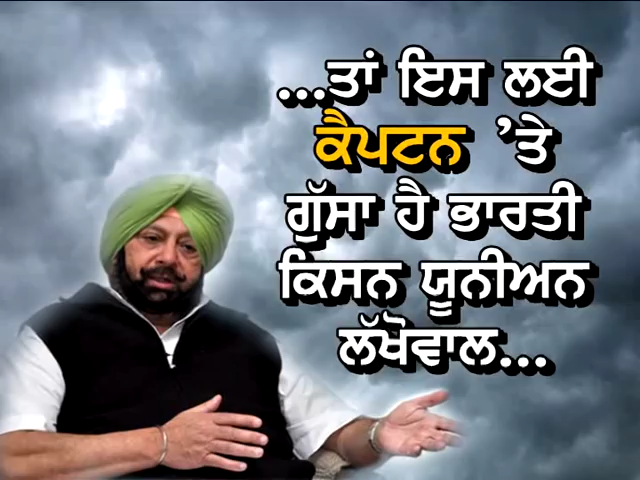 ...ਤਾਂ ਇਸ ਲਈ
ਕੈਪਟਨ ’ਤੇ
ਗੁੱਸਾ ਹੈ ਭਾਰਤੀ
ਕਿਸਨ ਯੂਨੀਅਨ
ਲੱਖੋਵਾਲ...